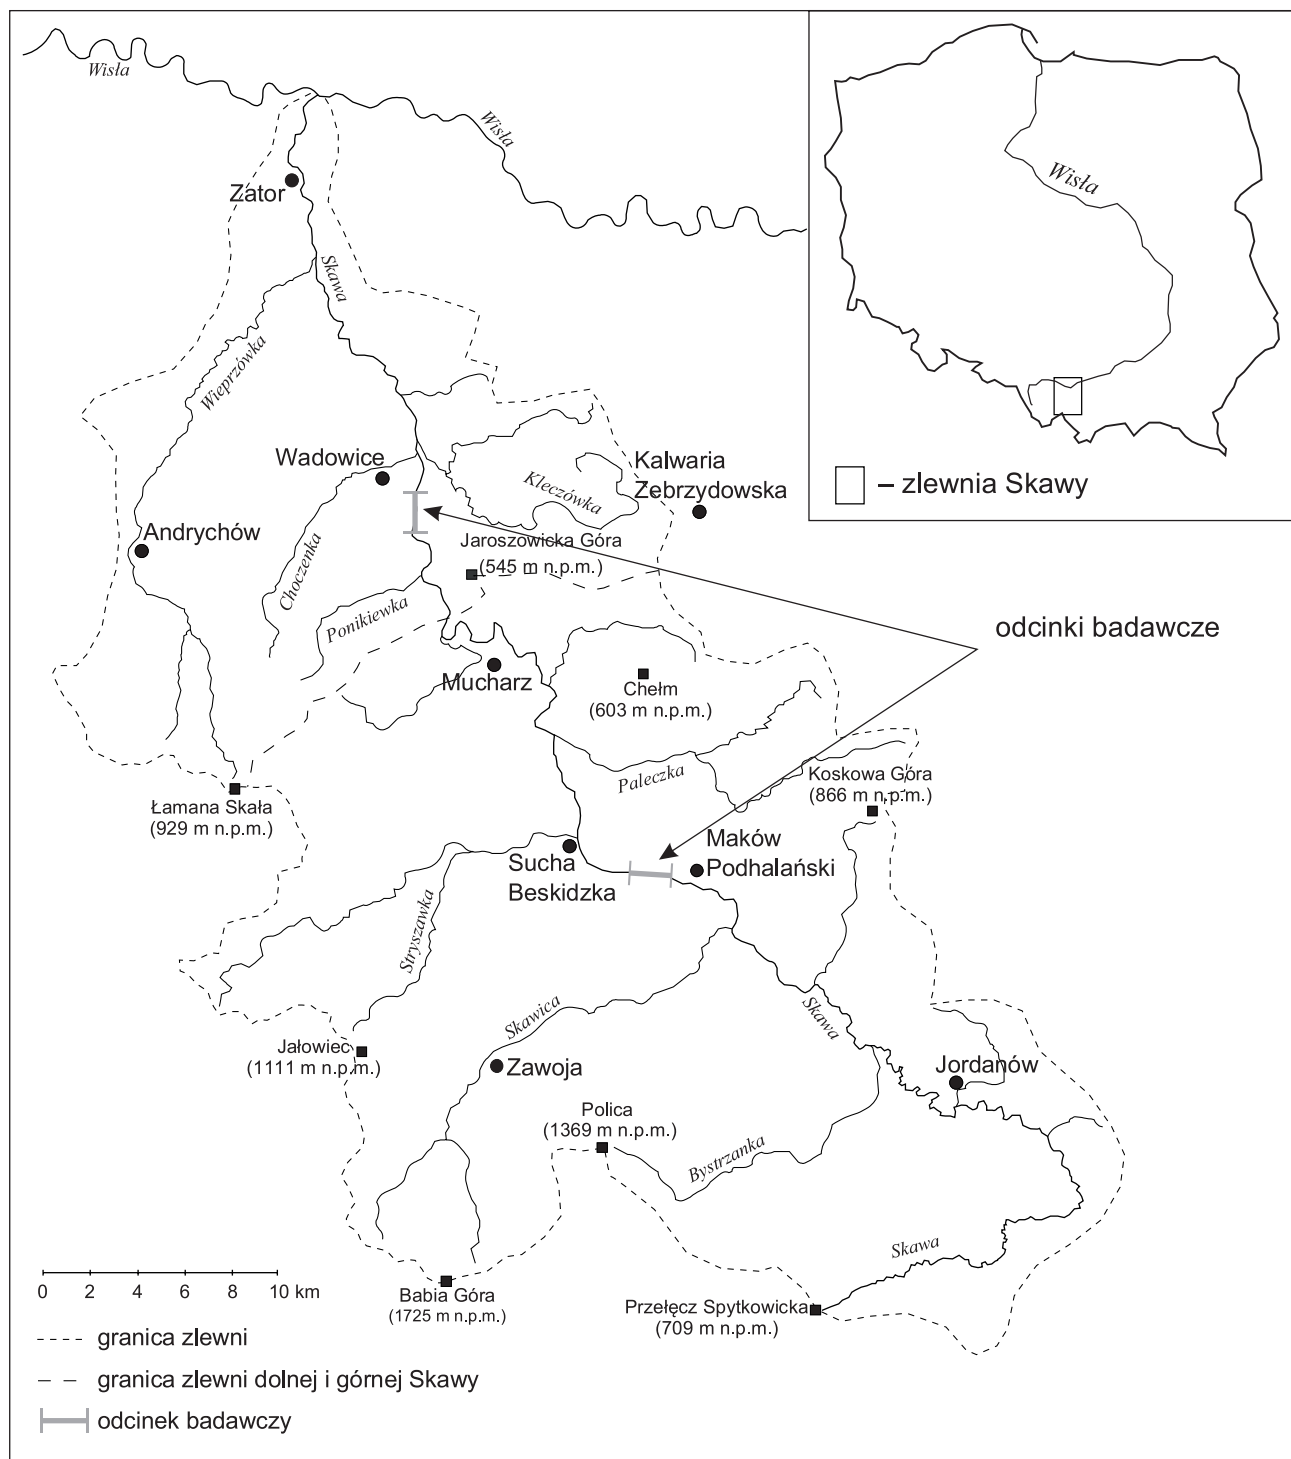 Wisła
Wisła
Wisła
Zator
Skawa
Wieprzówka
– zlewnia Skawy
Wadowice
Kalwaria
Zebrzydowska
Kleczówka
Andrychów
Jaroszowicka Góra
(545 m n.p.m.)
Choczenka
Ponikiewka
odcinki badawcze
Mucharz
Chełm
(603 m n.p.m.)
Paleczka
Koskowa Góra
(866 m n.p.m.)
Łamana Skała
(929 m n.p.m.)
Maków
Podhalański
Sucha
Beskidzka
Stryszawka
Skawica
Skawa
Jałowiec
(1111 m n.p.m.)
Zawoja
Jordanów
Polica
(1369 m n.p.m.)
Bystrzanka
Skawa
0 2 4 6 8 10 km
Babia Góra
(1725 m n.p.m.)
Przełęcz Spytkowicka
(709 m n.p.m.)
granica zlewni
granica zlewni dolnej i górnej Skawy
odcinek badawczy